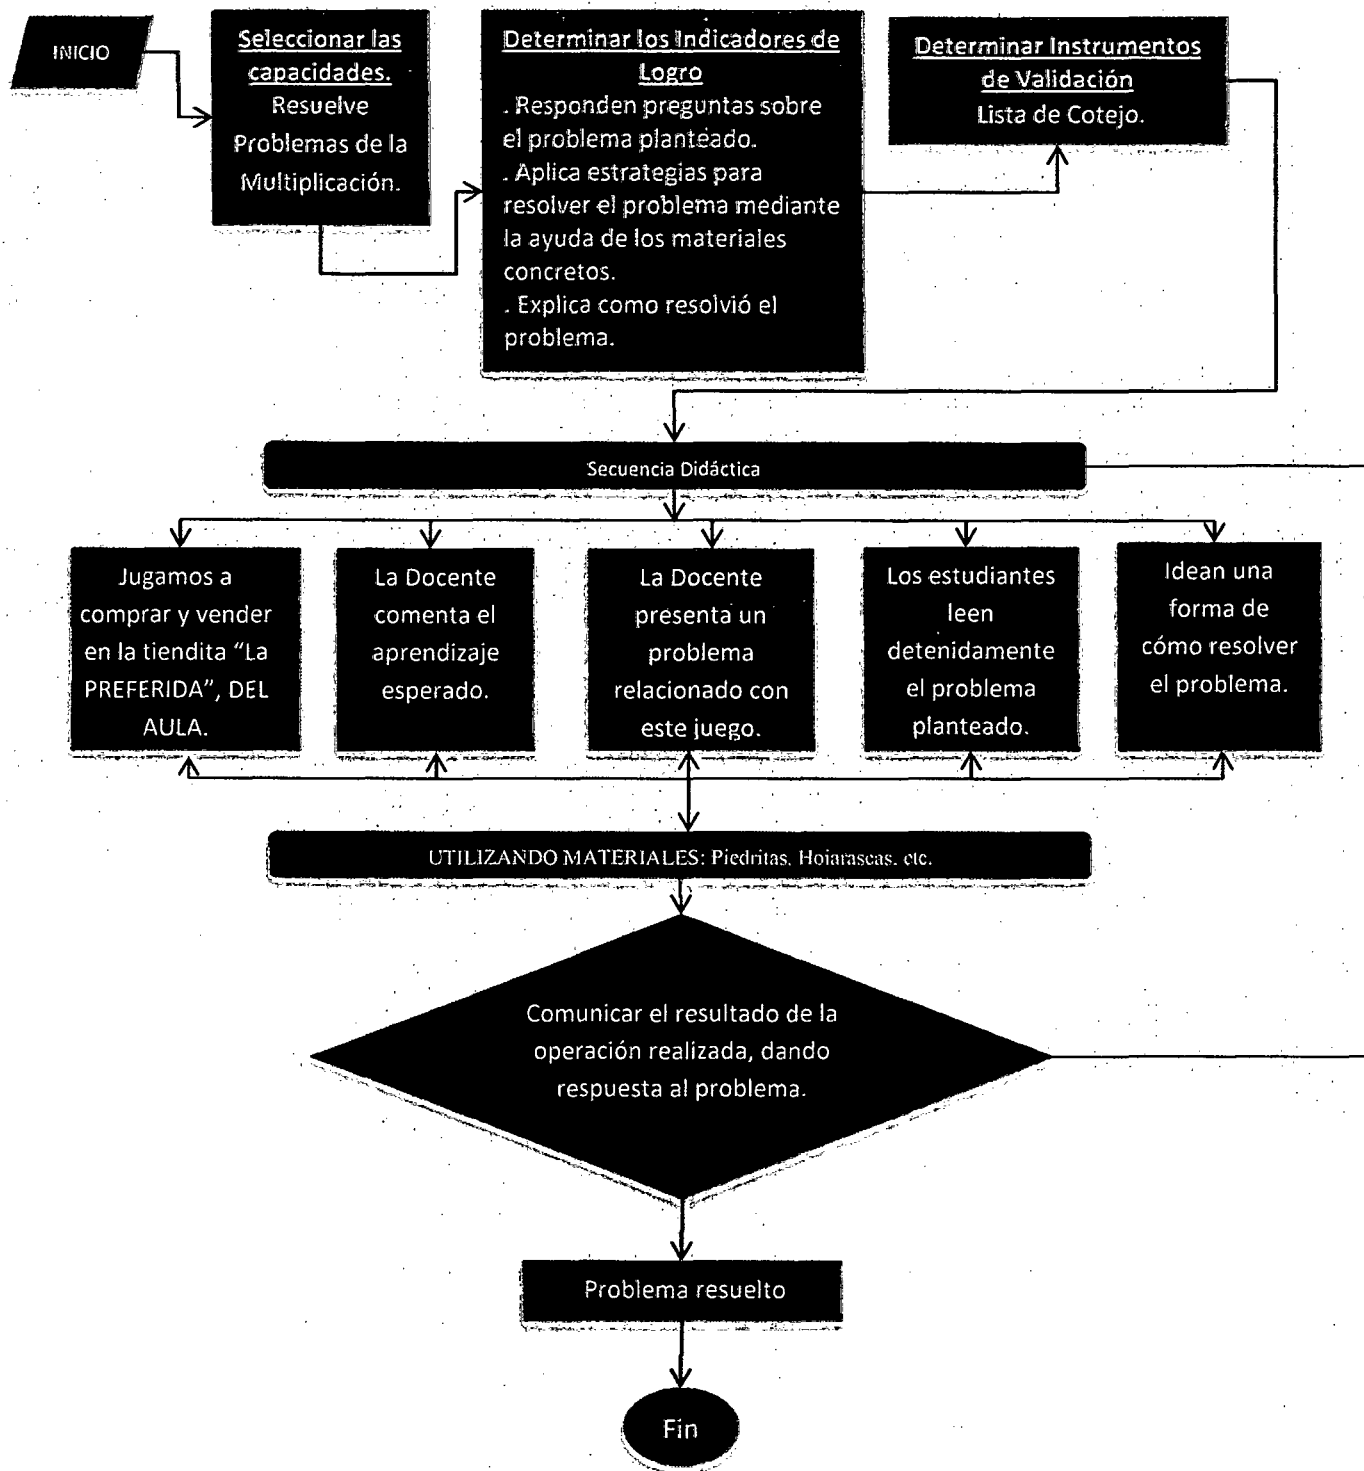 INICIO
Seleccionar las
capacidades.
Resuelve
Problemas de la
Multiplicación.
Determinar los Indicadores de
Logro
. Responden preguntas sobre
el problema planteado.
. Aplica estrategias para
resolver el problema mediante
la ayuda de los materiales
concretos.
. Explica como resolvió el
problema.
Determinar Instrumentos
de Validación
Lista de Cotejo.
Secuencia Didáctica
Jugamos a
comprar y vender
en la tiendita “La
PREFERIDA”, DEL
AULA.
La Docente
comenta el
aprendizaje
esperado.
La Docente
presenta un
problema
relacionado con
este juego.
Los estudiantes
leen
detenidamente
el problema
planteado.
Idean una
forma de
cómo resolver
el problema.
UTILIZANDO MATERIALES: Piedritas. Hojarascas. etc.
Comunicar el resultado de la
operación realizada, dando
respuesta al problema.
Problema resuelto
Fin